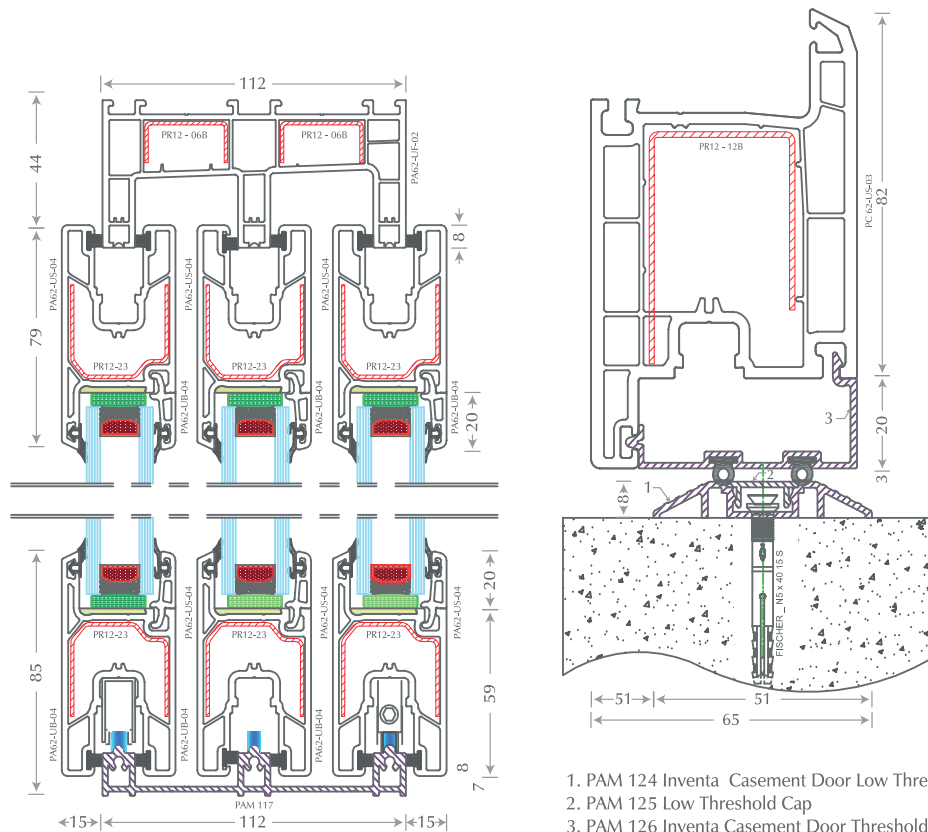 112
PR12 - 06B
PR12 - 06B
PA62-UF-02
44
8
PA62-US-04
PA62-US-04
PA62-US-04
79
PR12-23
PR12-23
PR12-23
PA62-UB-04
PA62-UB-04
PA62-UB-04
20
20
PA62-US-04
PA62-US-04
PA62-US-04
PR12-23
PR12-23
PR12-23
85
59
PA62-UB-04
PA62-UB-04
PA62-UB-04
8
7
PAM 117
15
112
15
PR12 - 12B
PC 62-US-03
82
3
20
3
2
1
8
FISCHER_ N5 x 40 15 S
51
51
65
1. PAM 124 Inventa Casement Door Low Thre
2. PAM 125 Low Threshold Cap
3. PAM 126 Inventa Casement Door Threshold